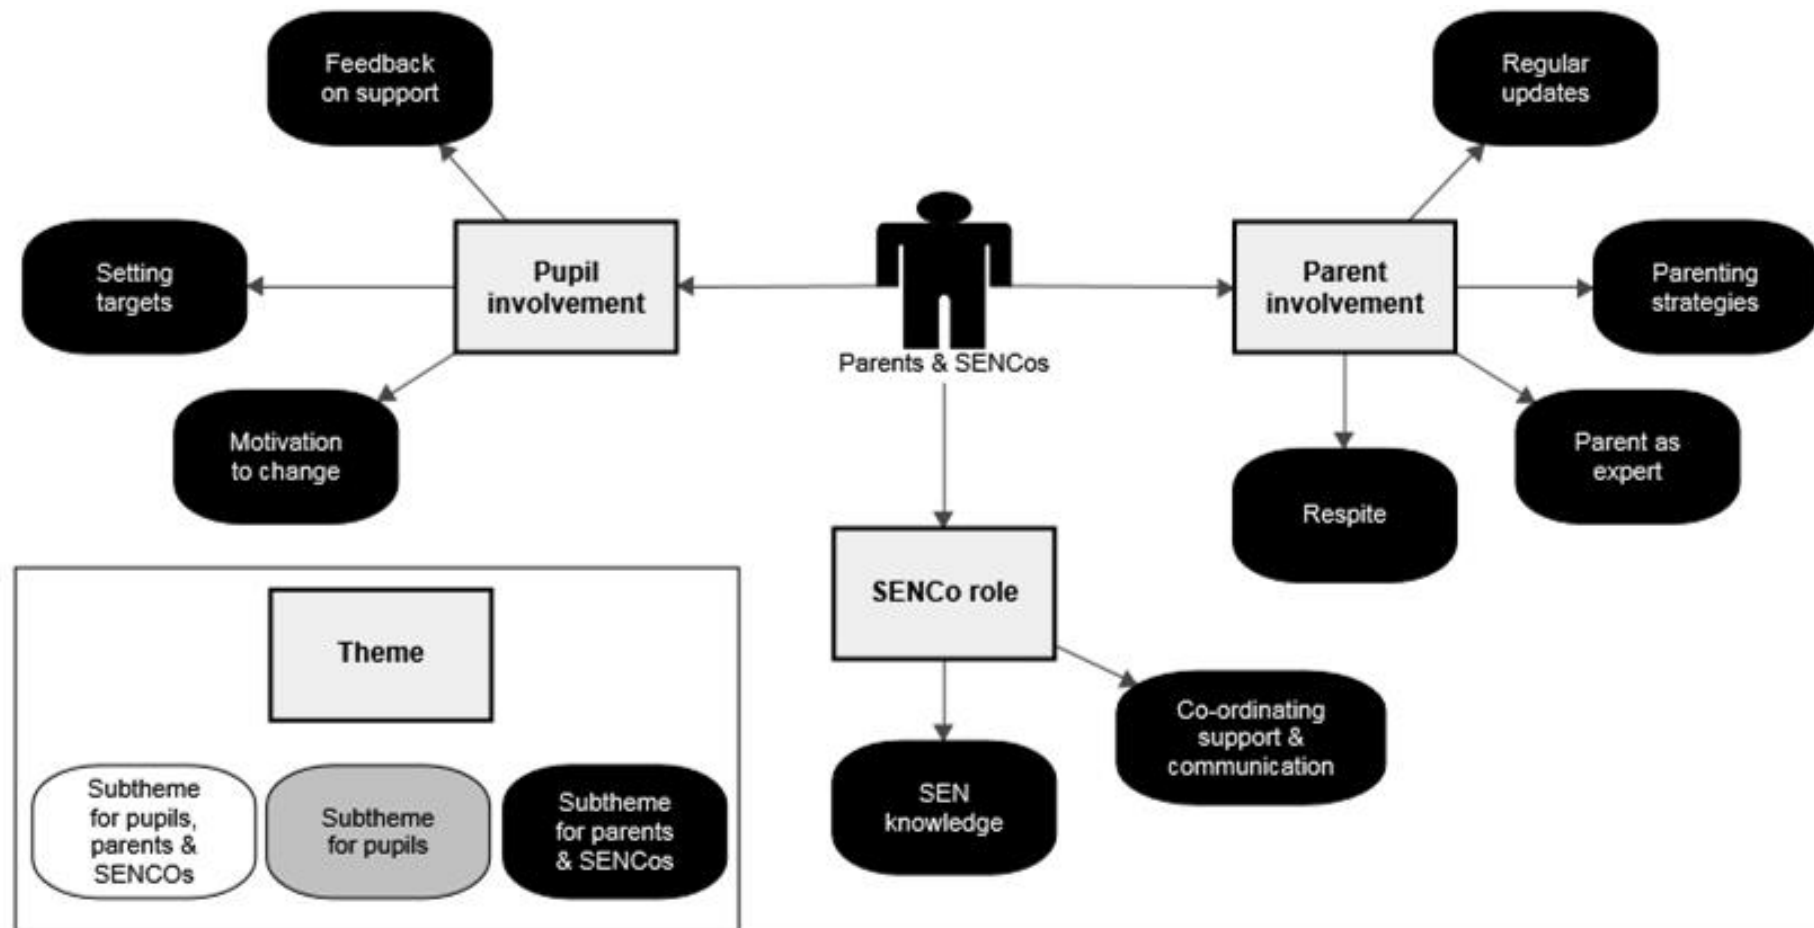 Feedback
on support
Regular
updates
Setting
targets
Pupil
involvement
Parent
involvement
Parenting
strategies
Parents & SENCos
Motivation
to change
Parent as
expert
Respite
SENCo role
Theme
Co-ordinating
support &
communication
SEN
knowledge
Subtheme
for pupils,
parents &
SENCOs
Subtheme
for pupils
Subtheme
for parents
& SENCos